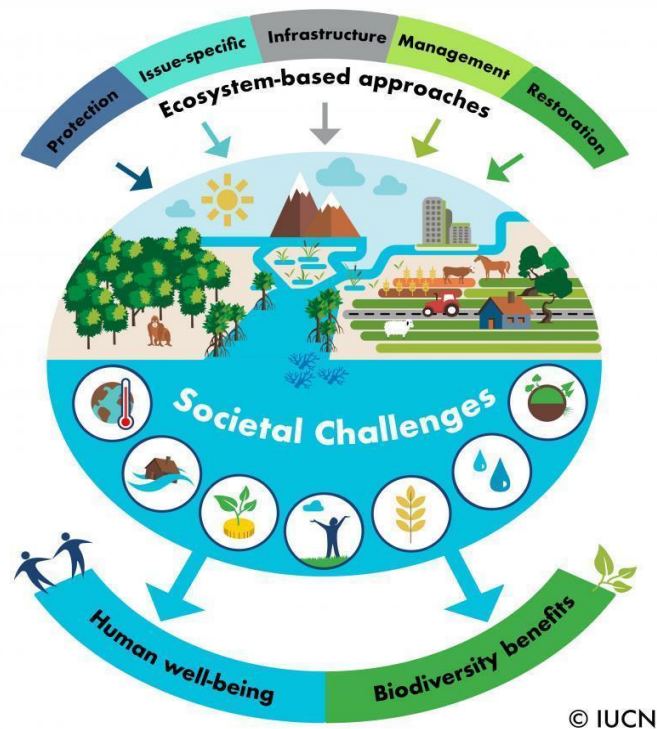 Protection
Issue-specific
Infrastructure
Management
Restoration
Ecosystem-based approaches
Societal Challenges
Human well-being
Biodiversity benefits
© IUCN